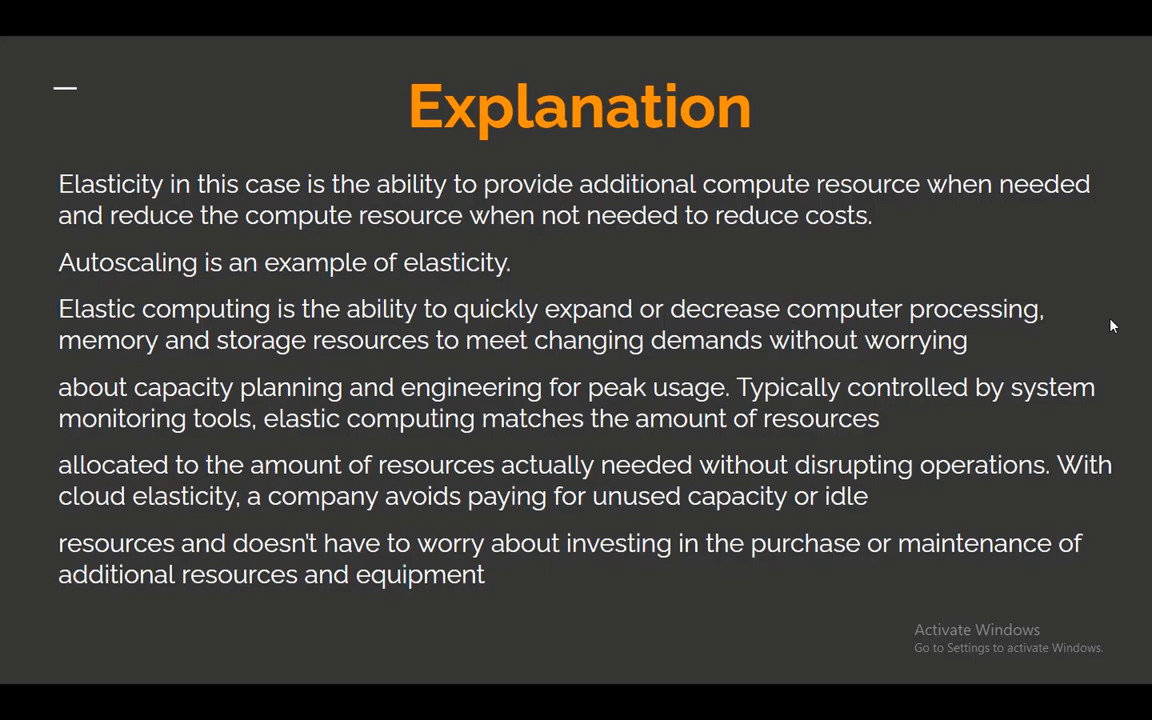 Explanation
Elasticity in this case is the ability to provide additional compute resource when needed
and reduce the compute resource when not needed to reduce costs.
Autoscaling is an example of elasticity.
Elastic computing is the ability to quickly expand or decrease computer processing,
memory and storage resources to meet changing demands without worrying
about capacity planning and engineering for peak usage. Typically controlled by system
monitoring tools, elastic computing matches the amount of resources
allocated to the amount of resources actually needed without disrupting operations. With
cloud elasticity, a company avoids paying for unused capacity or idle
resources and doesn't have to worry about investing in the purchase or maintenance of
additional resources and equipment
Activate Windows
Go to Settings to activate Windows.